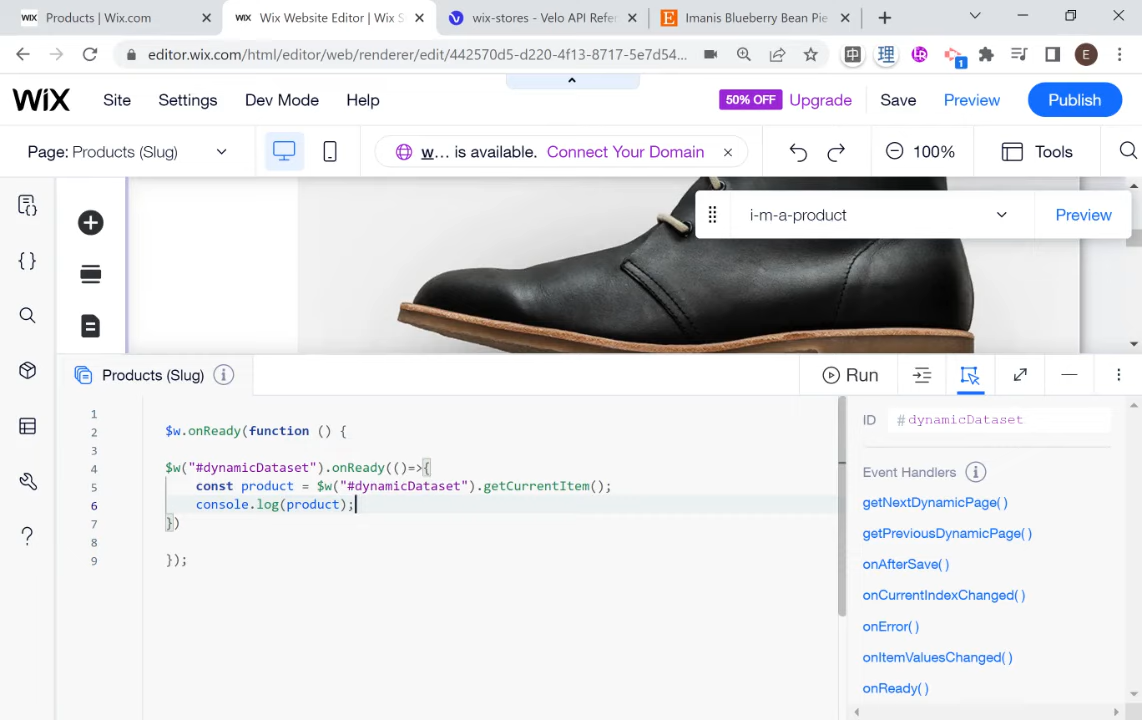 Products | Wix.com
Wix Website Editor | Wix S
wix-stores - Velo API Refer
Imanis Blueberry Bean Pie
editor.wix.com/html/editor/web/renderer/edit/442570d5-d220-4f13-8717-5e7d54...
1
E
WiX
Site
Settings
Dev Mode
Help
50% OFF
Upgrade
Save
Preview
Publish
Page: Products (Slug)
w... is available. Connect Your Domain
100%
Tools
i-m-a-product
Preview
Products (Slug)
Run
1
2 $w.onReady(function () {
3
4 $w("#dynamicDataset").onReady(()=>{
5 const product = $w("#dynamicDataset").getCurrentItem();
6 console.log(product);
7 })
8
9 });
ID #dynamicDataset
Event Handlers
getNextDynamicPage( )
getPreviousDynamicPage( )
onAfterSave( )
onCurrentIndexChanged( )
onError( )
onItemValuesChanged( )
onReady( )